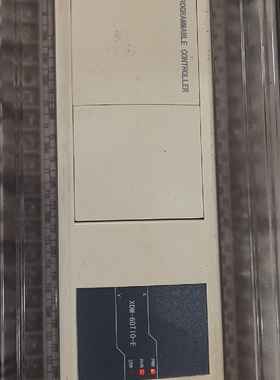 PROGRAMMABLE CONTROLLER
XDM-60T10-E
PWR
RUN
ERR
X
Y